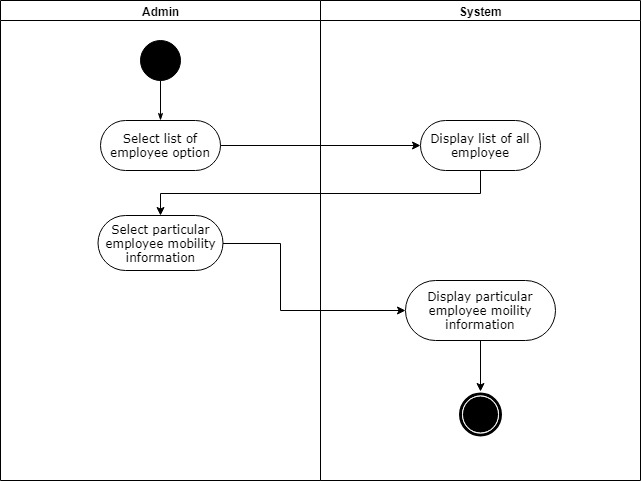 Admin
System
Select list of
employee option
Display list of all
employee
Select particular
employee mobility
information
Display particular
employee moility
information